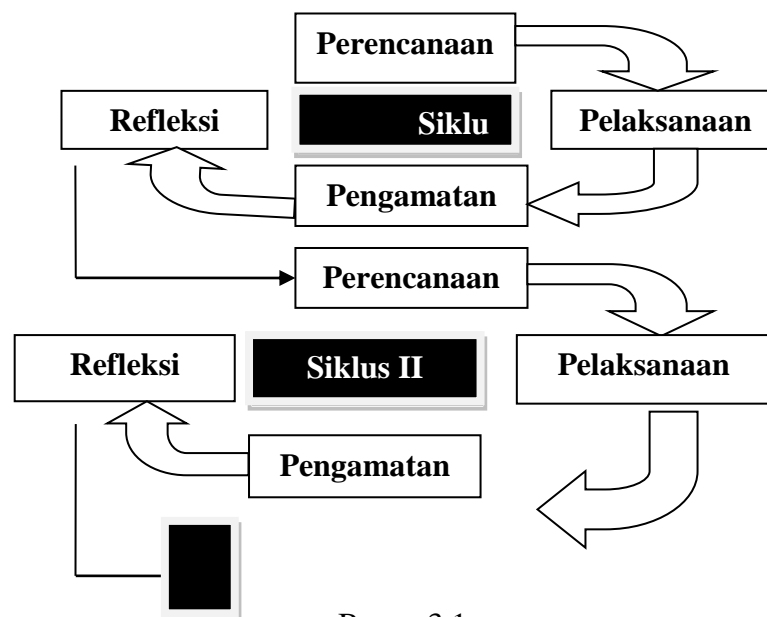 Perencanaan
Refleksi
Siklu
Pelaksanaan
Pengamatan
Perencanaan
Refleksi
Siklus II
Pelaksanaan
Pengamatan